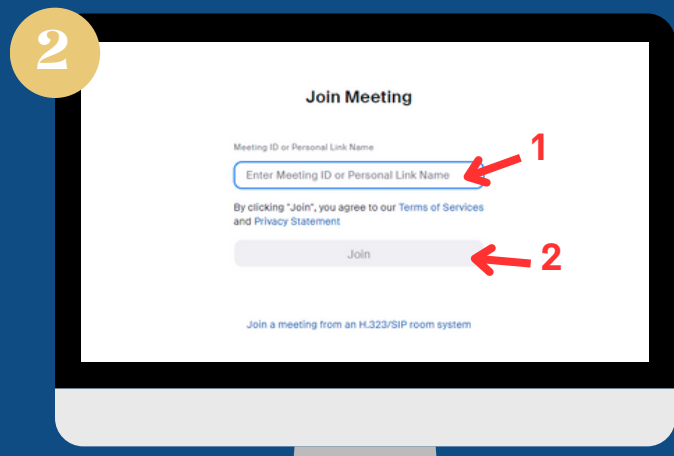 2
Join Meeting
Meeting ID or Personal Link Name
1
Enter Meeting ID or Personal Link Name
By clicking "Join", you agree to our Terms of Services
and Privacy Statement
Join
2
Join a meeting from an H.323/SIP room system